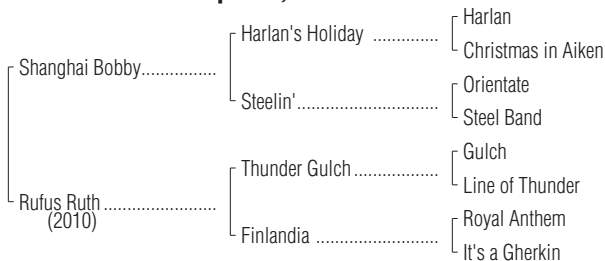 Harlan
Harlan's Holiday ..............
Christmas in Aiken
Shanghai Bobby................
Orientate
Steelin'..............................
Steel Band
Gulch
Thunder Gulch ..................
Line of Thunder
Rufus Ruth ........................
(2010)
Royal Anthem
Finlandia ..........................
It's a Gherkin